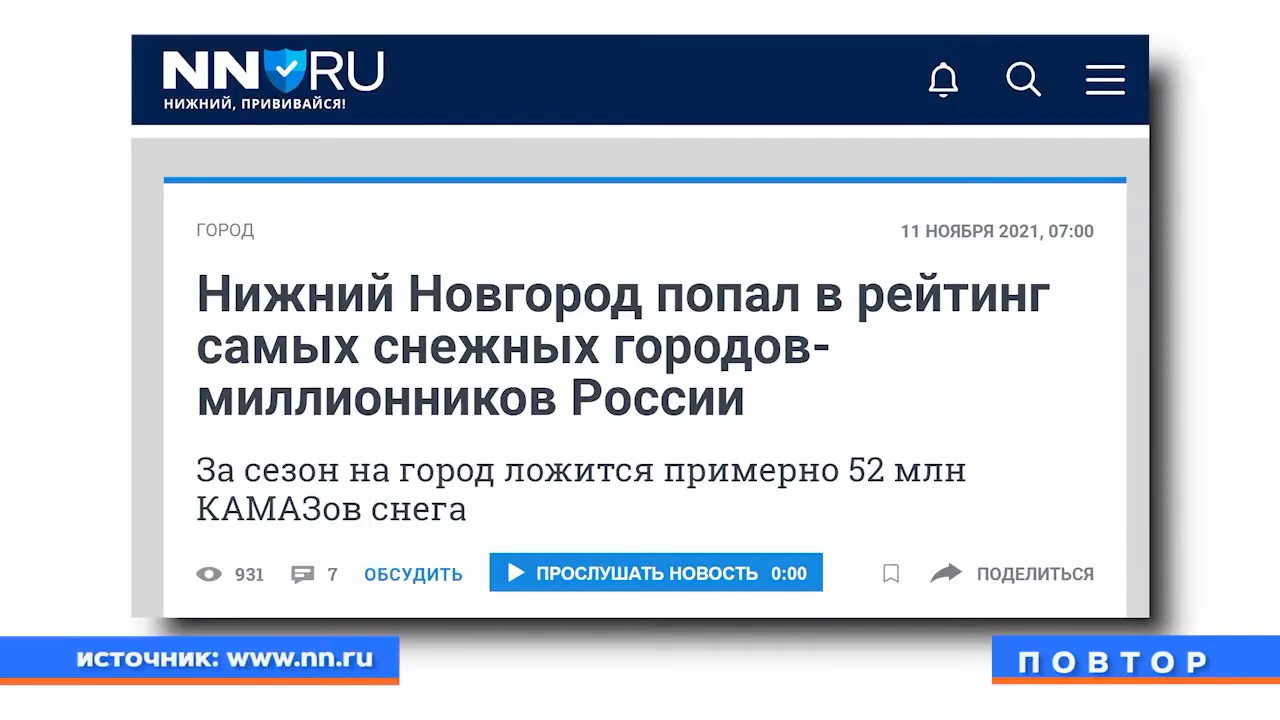 NN RU
НИЖНИЙ, ПРИВИВАЙСЯ!
ГОРОД
11 НОЯБРЯ 2021, 07:00
Нижний Новгород попал в рейтинг
самых снежных городов-
миллионников России
За сезон на город ложится примерно 52 млн
КАМАЗов снега
931 7 ОБСУДИТЬ ПРОСЛУШАТЬ НОВОСТЬ 0:00 ПОДЕЛИТЬСЯ
источник: www.nn.ru
ПОВТОР